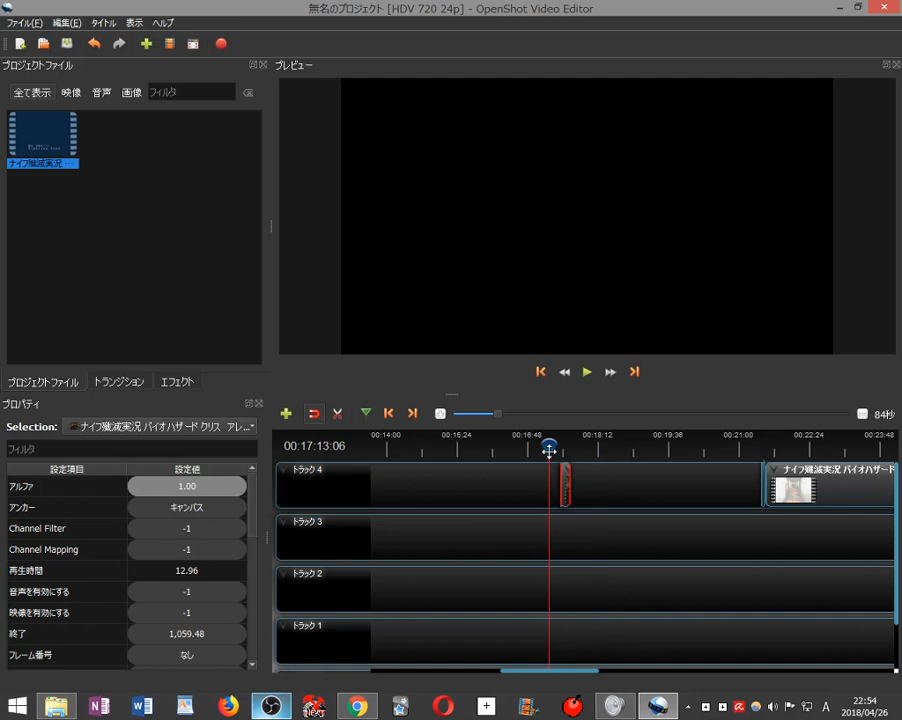 無名のプロジェクト [HDV 720 24p] - OpenShot Video Editor
ファイル(F) 編集(E) タイトル 表示 ヘルプ
プロジェクトファイル
プレビュー
全て表示 映像 音声 画像 フィルタ
ナイフ殲滅実況 ...
プロジェクトファイル トランジション エフェクト
プロパティ
Selection: ナイフ殲滅実況 バイオハザード クリス アレ...
フィルタ
設定項目 設定値
アルファ 1.00
アンカー キャンバス
Channel Filter -1
Channel Mapping -1
再生時間 12.96
音声を有効にする -1
映像を有効にする -1
終了 1,059.48
フレーム番号 なし
84秒
00:17:13:06
00:14:00 00:15:24 00:16:48 00:18:12 00:19:36 00:21:00 00:22:24 00:23:48
トラック 4
ナイフ殲滅実況 バイオハザード
トラック 3
トラック 2
トラック 1
A
22:54
2018/04/26